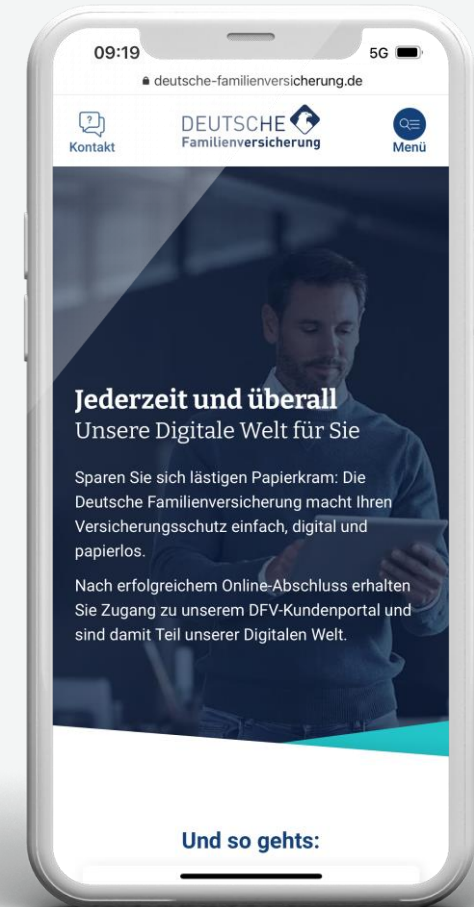 09:19
5G
deutsche-familienversicherung.de
Kontakt
DEUTSCHE
Familienversicherung
Menü
Jederzeit und überall
Unsere Digitale Welt für Sie
Sparen Sie sich lästigen Papierkram: Die
Deutsche Familienversicherung macht Ihren
Versicherungsschutz einfach, digital und
papierlos.
Nach erfolgreichem Online-Abschluss erhalten
Sie Zugang zu unserem DFV-Kundenportal und
sind damit Teil unserer Digitalen Welt.
Und so gehts: